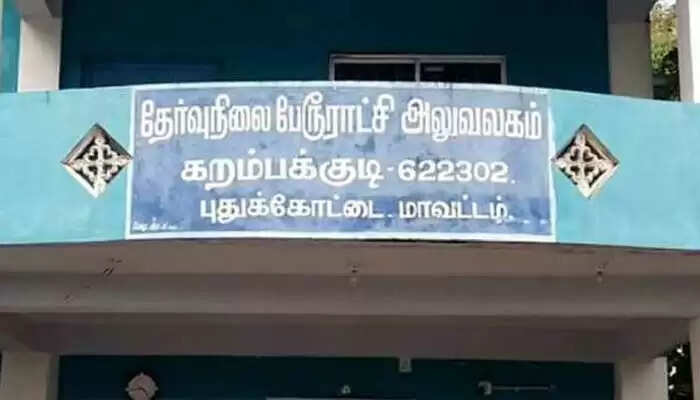 தேர்வுநிலை பேரூராட்சி அலுவலகம்
கறம்பக்குடி - 622302.
புதுக்கோட்டை மாவட்டம்.